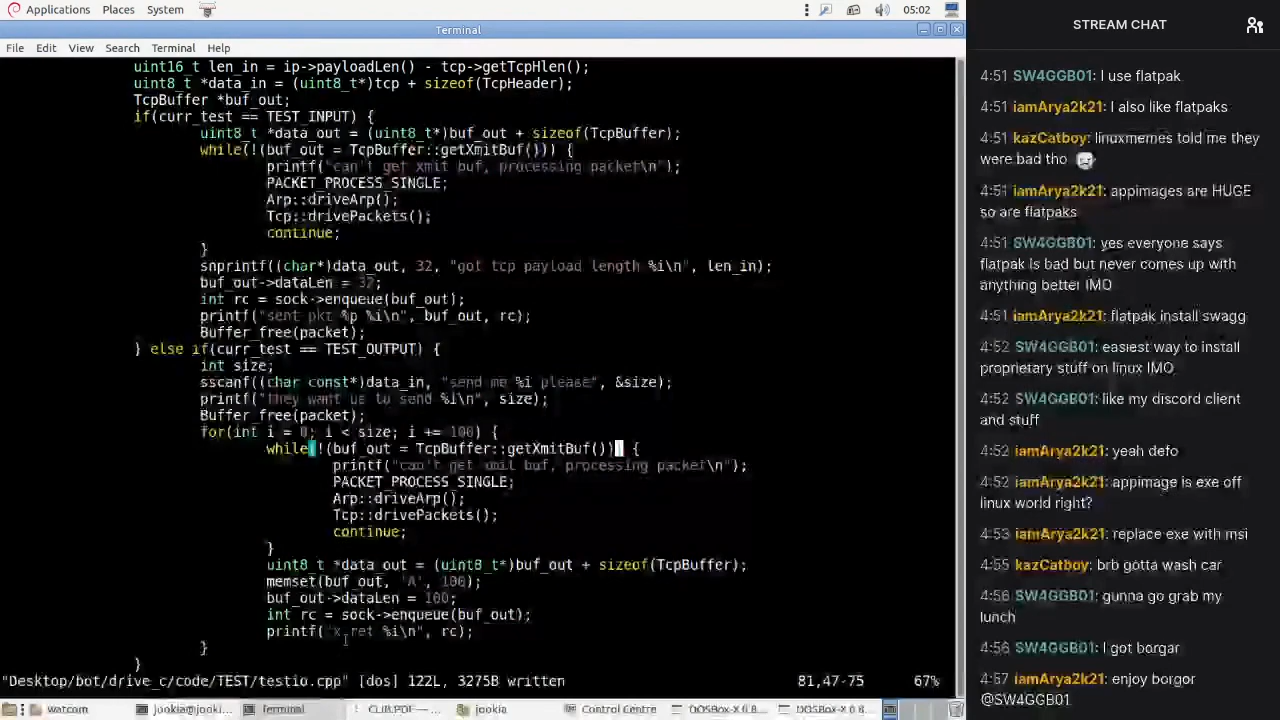 Applications Places System 05:02
Terminal
File Edit View Search Terminal Help
uint16_t len_in = ip->payloadLen() - tcp->getTcpHlen();
uint8_t *data_in = (uint8_t*)tcp + sizeof(TcpHeader);
TcpBuffer *buf_out;
if(curr_test == TEST_INPUT) {
uint8_t *data_out = (uint8_t*)buf_out + sizeof(TcpBuffer);
while(!(buf_out = TcpBuffer::getXmitBuf())) {
printf("can't get xmit buf, processing packet\n");
PACKET_PROCESS_SINGLE;
Arp::driveArp();
Tcp::drivePackets();
continue;
}
snprintf((char*)data_out, 32, "got tcp payload length %i\n", len_in);
buf_out->dataLen = 32;
int rc = sock->enqueue(buf_out);
printf("sent pkt %p %i\n", buf_out, rc);
Buffer_free(packet);
} else if(curr_test == TEST_OUTPUT) {
int size;
sscanf((char const*)data_in, "send me %i please", &size);
printf("they want us to send %i\n", size);
Buffer_free(packet);
for(int i = 0; i < size; i += 100) {
while(!(buf_out = TcpBuffer::getXmitBuf())) {
printf("can't get xmit buf, processing packet\n");
PACKET_PROCESS_SINGLE;
Arp::driveArp();
Tcp::drivePackets();
continue;
}
uint8_t *data_out = (uint8_t*)buf_out + sizeof(TcpBuffer);
memset(buf_out, 'A', 100);
buf_out->dataLen = 100;
int rc = sock->enqueue(buf_out);
printf("x ret %i\n", rc);
}
}
"Desktop/bot/drive_c/code/TEST/testio.cpp" [dos] 122L, 3275B written 81,47-75 67%
watcom jookia@jooki... Terminal CLIB.PDF — ... jookia Control Centre DOSBox-X 0.8... DOSBox-X 0.8...
STREAM CHAT
4:51 SW4GGB01: I use flatpak
4:51 iamArya2k21: I also like flatpaks
4:51 kazCatboy: linuxmemes told me they
were bad tho
4:51 iamArya2k21: appimages are HUGE
so are flatpaks
4:51 SW4GGB01: yes everyone says
flatpak is bad but never comes up with
anything better IMO
4:51 iamArya2k21: flatpak install swagg
4:52 SW4GGB01: easiest way to install
proprietary stuff on linux IMO
4:52 SW4GGB01: like my discord client
and stuff
4:52 iamArya2k21: yeah defo
4:52 iamArya2k21: appimage is exe off
linux world right?
4:53 iamArya2k21: replace exe with msi
4:55 kazCatboy: brb gotta wash car
4:56 SW4GGB01: gunna go grab my
lunch
4:56 SW4GGB01: I got borgar
4:57 iamArya2k21: enjoy borgor
@SW4GGB01